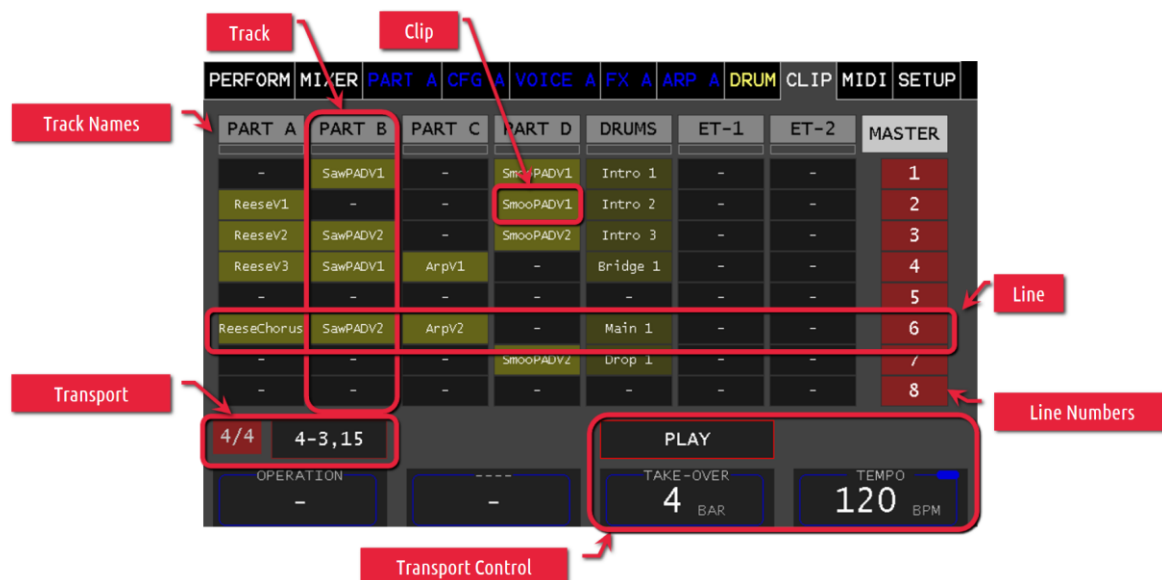 Track
Clip
PERFORM MIXER PART A CFG A VOICE A FX A ARP A DRUM CLIP MIDI SETUP
Track Names
PART A PART B PART C PART D DRUMS ET-1 ET-2 MASTER
- SawPADV1 - SmooPADV1 Intro 1 - - 1
ReeseV1 - - SmooPADV1 Intro 2 - - 2
ReeseV2 SawPADV2 - SmooPADV2 Intro 3 - - 3
ReeseV3 SawPADV1 ArpV1 - Bridge 1 - - 4
- - - - - - - 5
Line
ReeseChorus SawPADV2 ArpV2 - Main 1 - - 6
- - - SmooPADV2 Drop 1 - - 7
- - - - - - - 8
Transport
Line Numbers
4/4 4-3,15 PLAY
OPERATION ---- TAKE-OVER TEMPO
- - 4 BAR 120 BPM
Transport Control